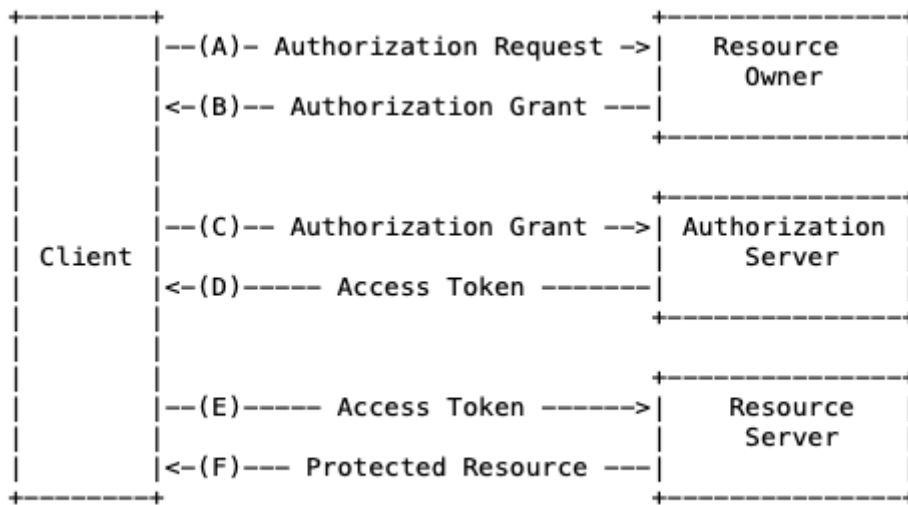 (A) Authorization Request Resource
Owner
(B) Authorization Grant
(C) Authorization Grant Authorization
Client Server
(D) Access Token
(E) Access Token Resource
Server
(F) Protected Resource